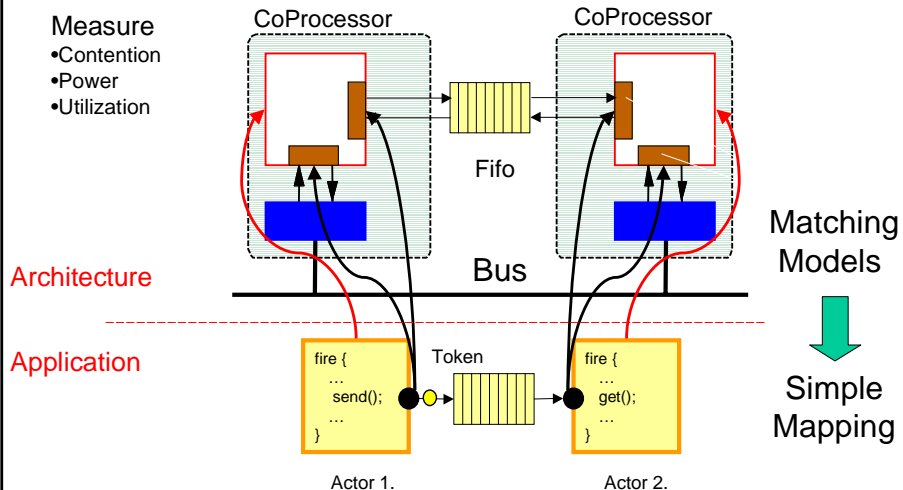 Measure
•Contention
•Power
•Utilization
CoProcessor
CoProcessor
Fifo
Matching
Models
Architecture
Bus
Application
Simple
Mapping
fire {
…
send();
…
}
Token
fire {
…
get();
…
}
Actor 1.
Actor 2.